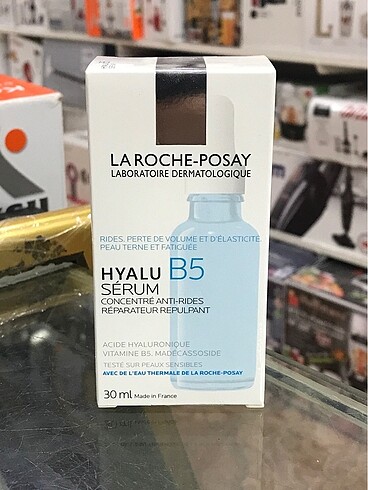 LA ROCHE-POSAY
LABORATOIRE DERMATOLOGIQUE
RIDES, PERTE DE VOLUME ET D'ÉLASTICITÉ
PEAU TERNE ET FATIGUÉE
HYALU B5
SÉRUM
CONCENTRÉ ANTI-RIDES
RÉPARATEUR REPULPANT
ACIDE HYALURONIQUE
VITAMINE B5. MADÉCASSOSIDE
TESTÉ SUR PEAUX SENSIBLES
AVEC DE L'EAU THERMALE DE LA ROCHE-POSAY
30 ml Made in France